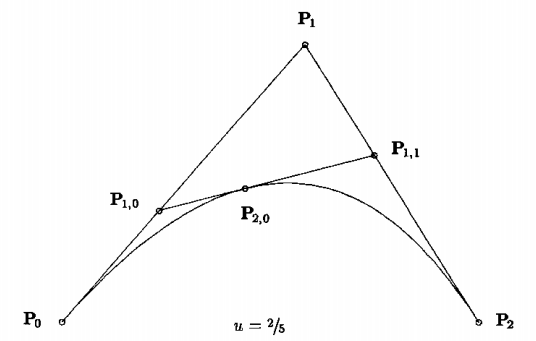 P₁
P₁,₁
P₁,₀
P₂,₀
P₀
u = 2/5
P₂